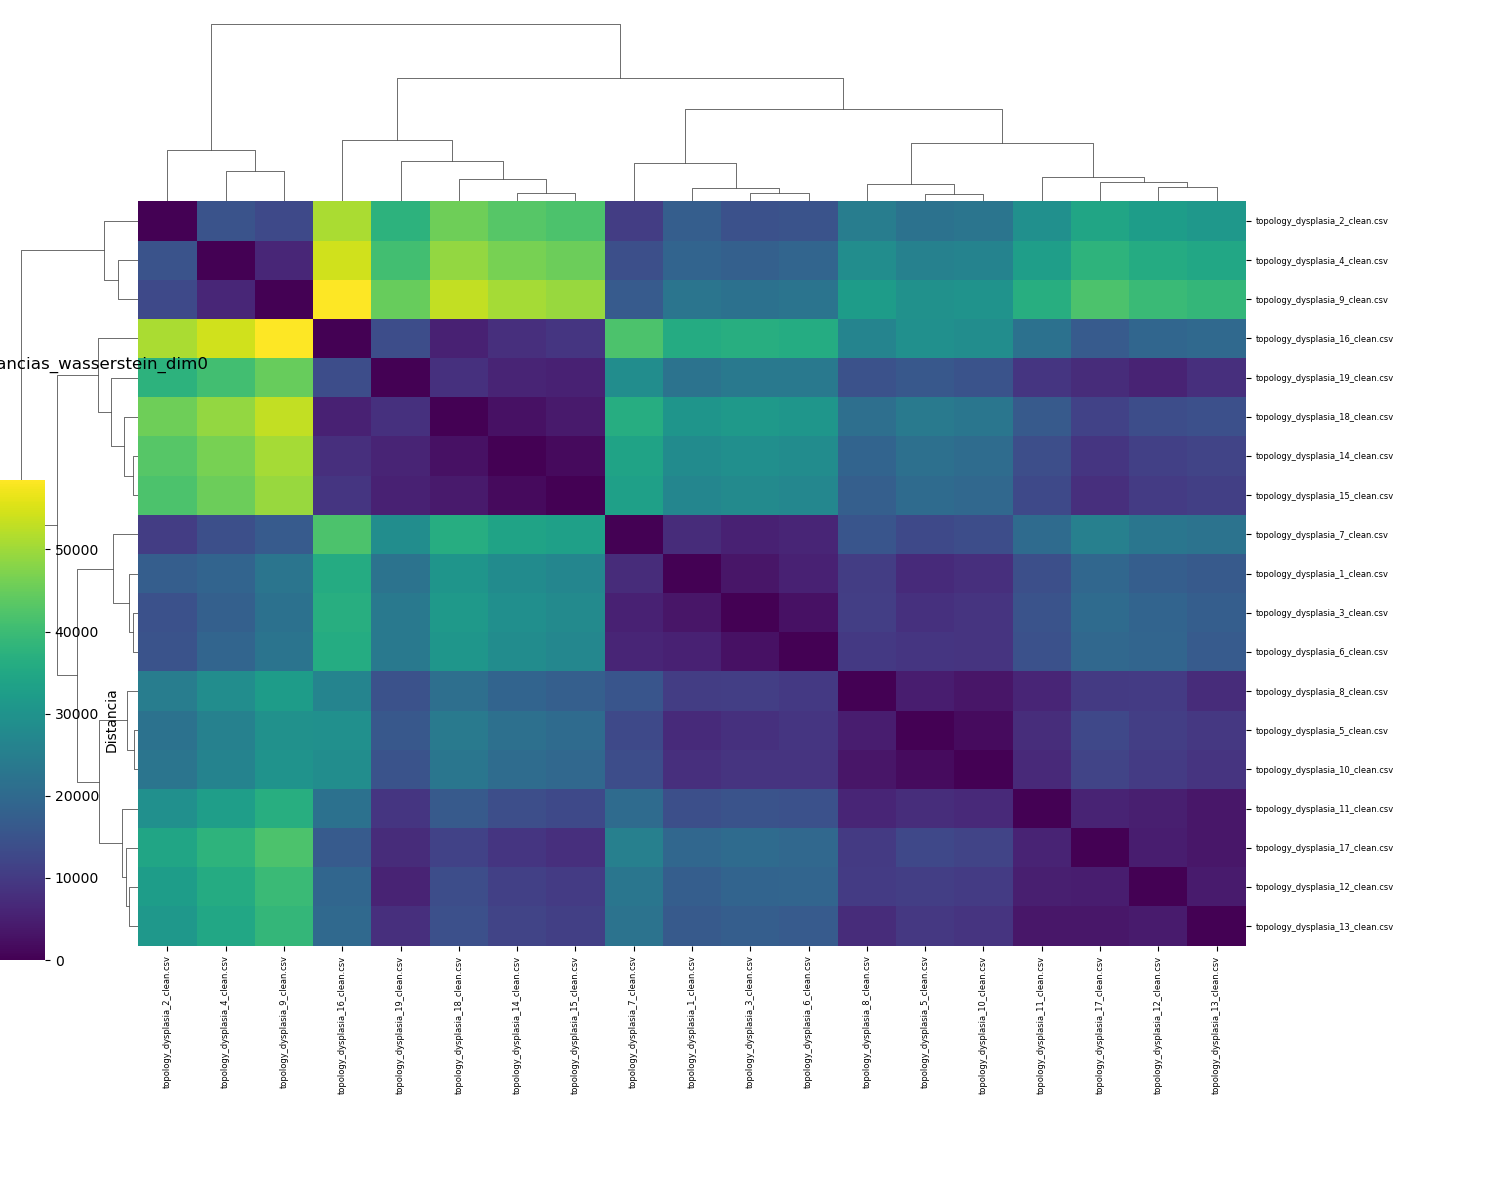 ancias_wasserstein_dim0
50000
40000
30000
20000
10000
0
Distancia
topology_dysplasia_2_clean.csv
topology_dysplasia_4_clean.csv
topology_dysplasia_9_clean.csv
topology_dysplasia_16_clean.csv
topology_dysplasia_19_clean.csv
topology_dysplasia_18_clean.csv
topology_dysplasia_14_clean.csv
topology_dysplasia_15_clean.csv
topology_dysplasia_7_clean.csv
topology_dysplasia_1_clean.csv
topology_dysplasia_3_clean.csv
topology_dysplasia_6_clean.csv
topology_dysplasia_8_clean.csv
topology_dysplasia_5_clean.csv
topology_dysplasia_10_clean.csv
topology_dysplasia_11_clean.csv
topology_dysplasia_17_clean.csv
topology_dysplasia_12_clean.csv
topology_dysplasia_13_clean.csv
topology_dysplasia_2_clean.csv
topology_dysplasia_4_clean.csv
topology_dysplasia_9_clean.csv
topology_dysplasia_16_clean.csv
topology_dysplasia_19_clean.csv
topology_dysplasia_18_clean.csv
topology_dysplasia_14_clean.csv
topology_dysplasia_15_clean.csv
topology_dysplasia_7_clean.csv
topology_dysplasia_1_clean.csv
topology_dysplasia_3_clean.csv
topology_dysplasia_6_clean.csv
topology_dysplasia_8_clean.csv
topology_dysplasia_5_clean.csv
topology_dysplasia_10_clean.csv
topology_dysplasia_11_clean.csv
topology_dysplasia_17_clean.csv
topology_dysplasia_12_clean.csv
topology_dysplasia_13_clean.csv